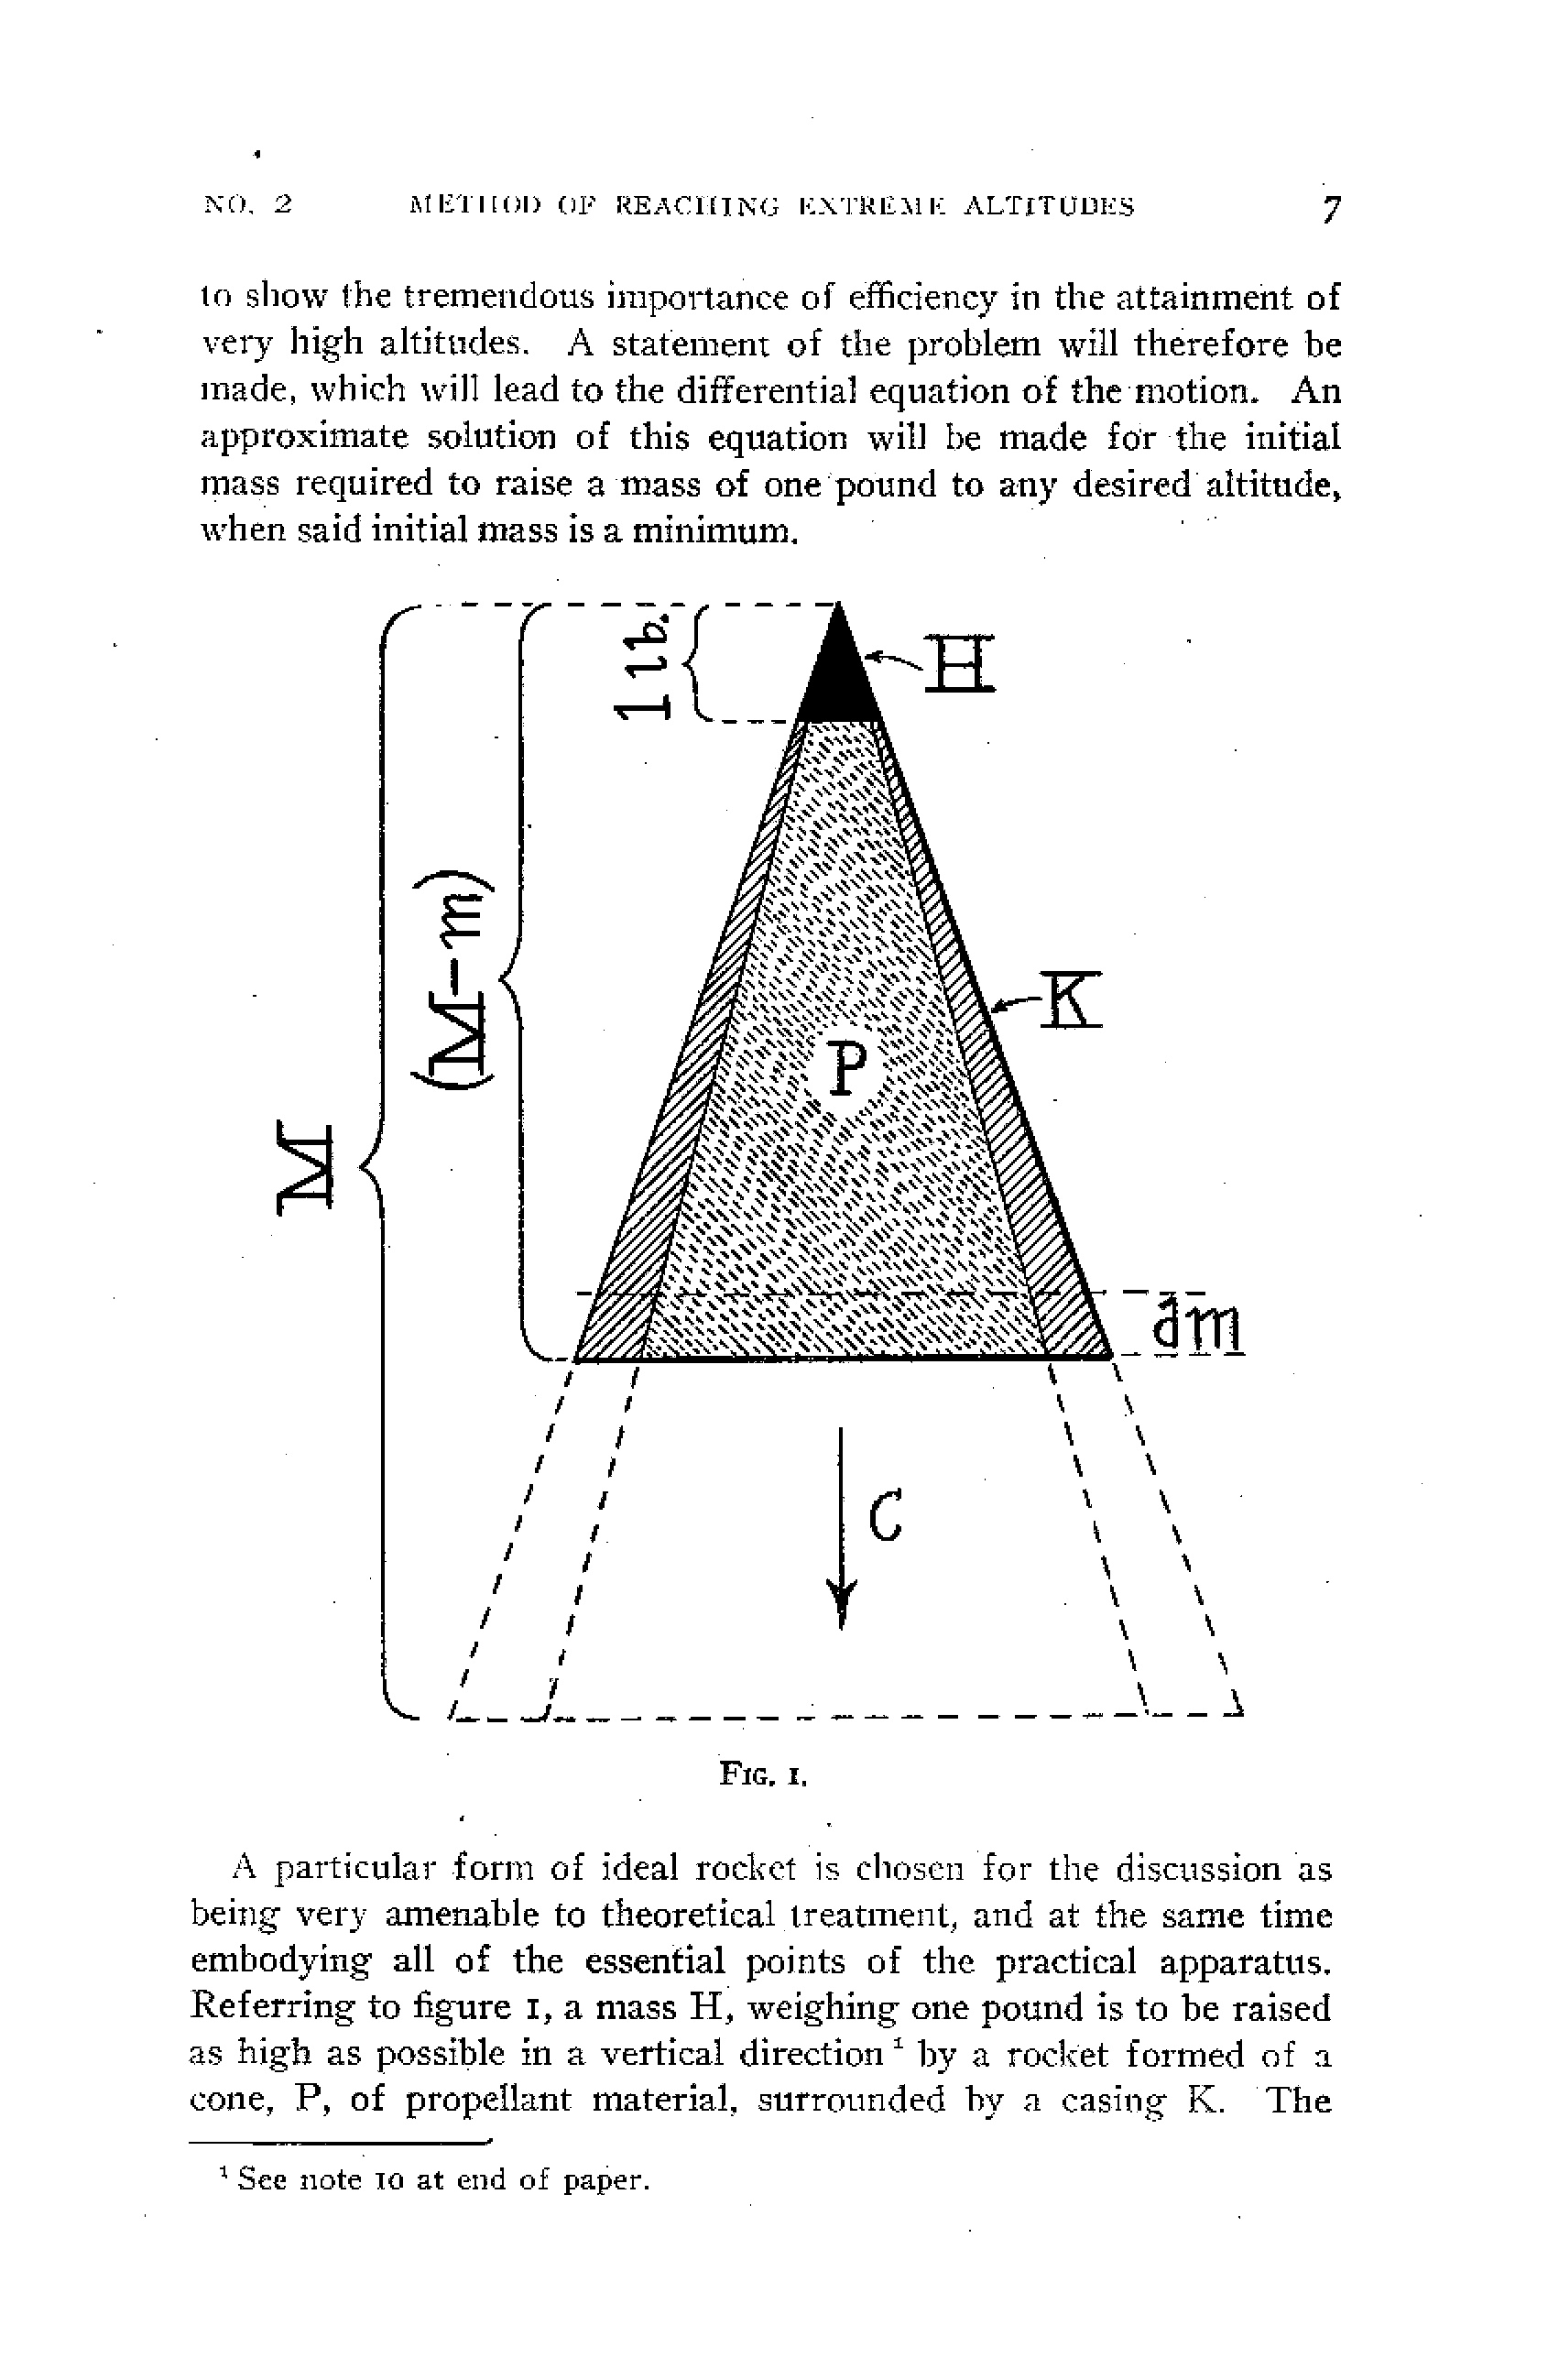 NO. 2 METHOD OF REACHING EXTREME ALTITUDES 7
to show the tremendous importance of efficiency in the attainment of
very high altitudes. A statement of the problem will therefore be
made, which will lead to the differential equation of the motion. An
approximate solution of this equation will be made for the initial
mass required to raise a mass of one pound to any desired altitude,
when said initial mass is a minimum.
1 lb.
H
(M-m)
K
P
M
dm
C
FIG. 1.
A particular form of ideal rocket is chosen for the discussion as
being very amenable to theoretical treatment, and at the same time
embodying all of the essential points of the practical apparatus.
Referring to figure 1, a mass H, weighing one pound is to be raised
as high as possible in a vertical direction ¹ by a rocket formed of a
cone, P, of propellant material, surrounded by a casing K. The
¹ See note 10 at end of paper.